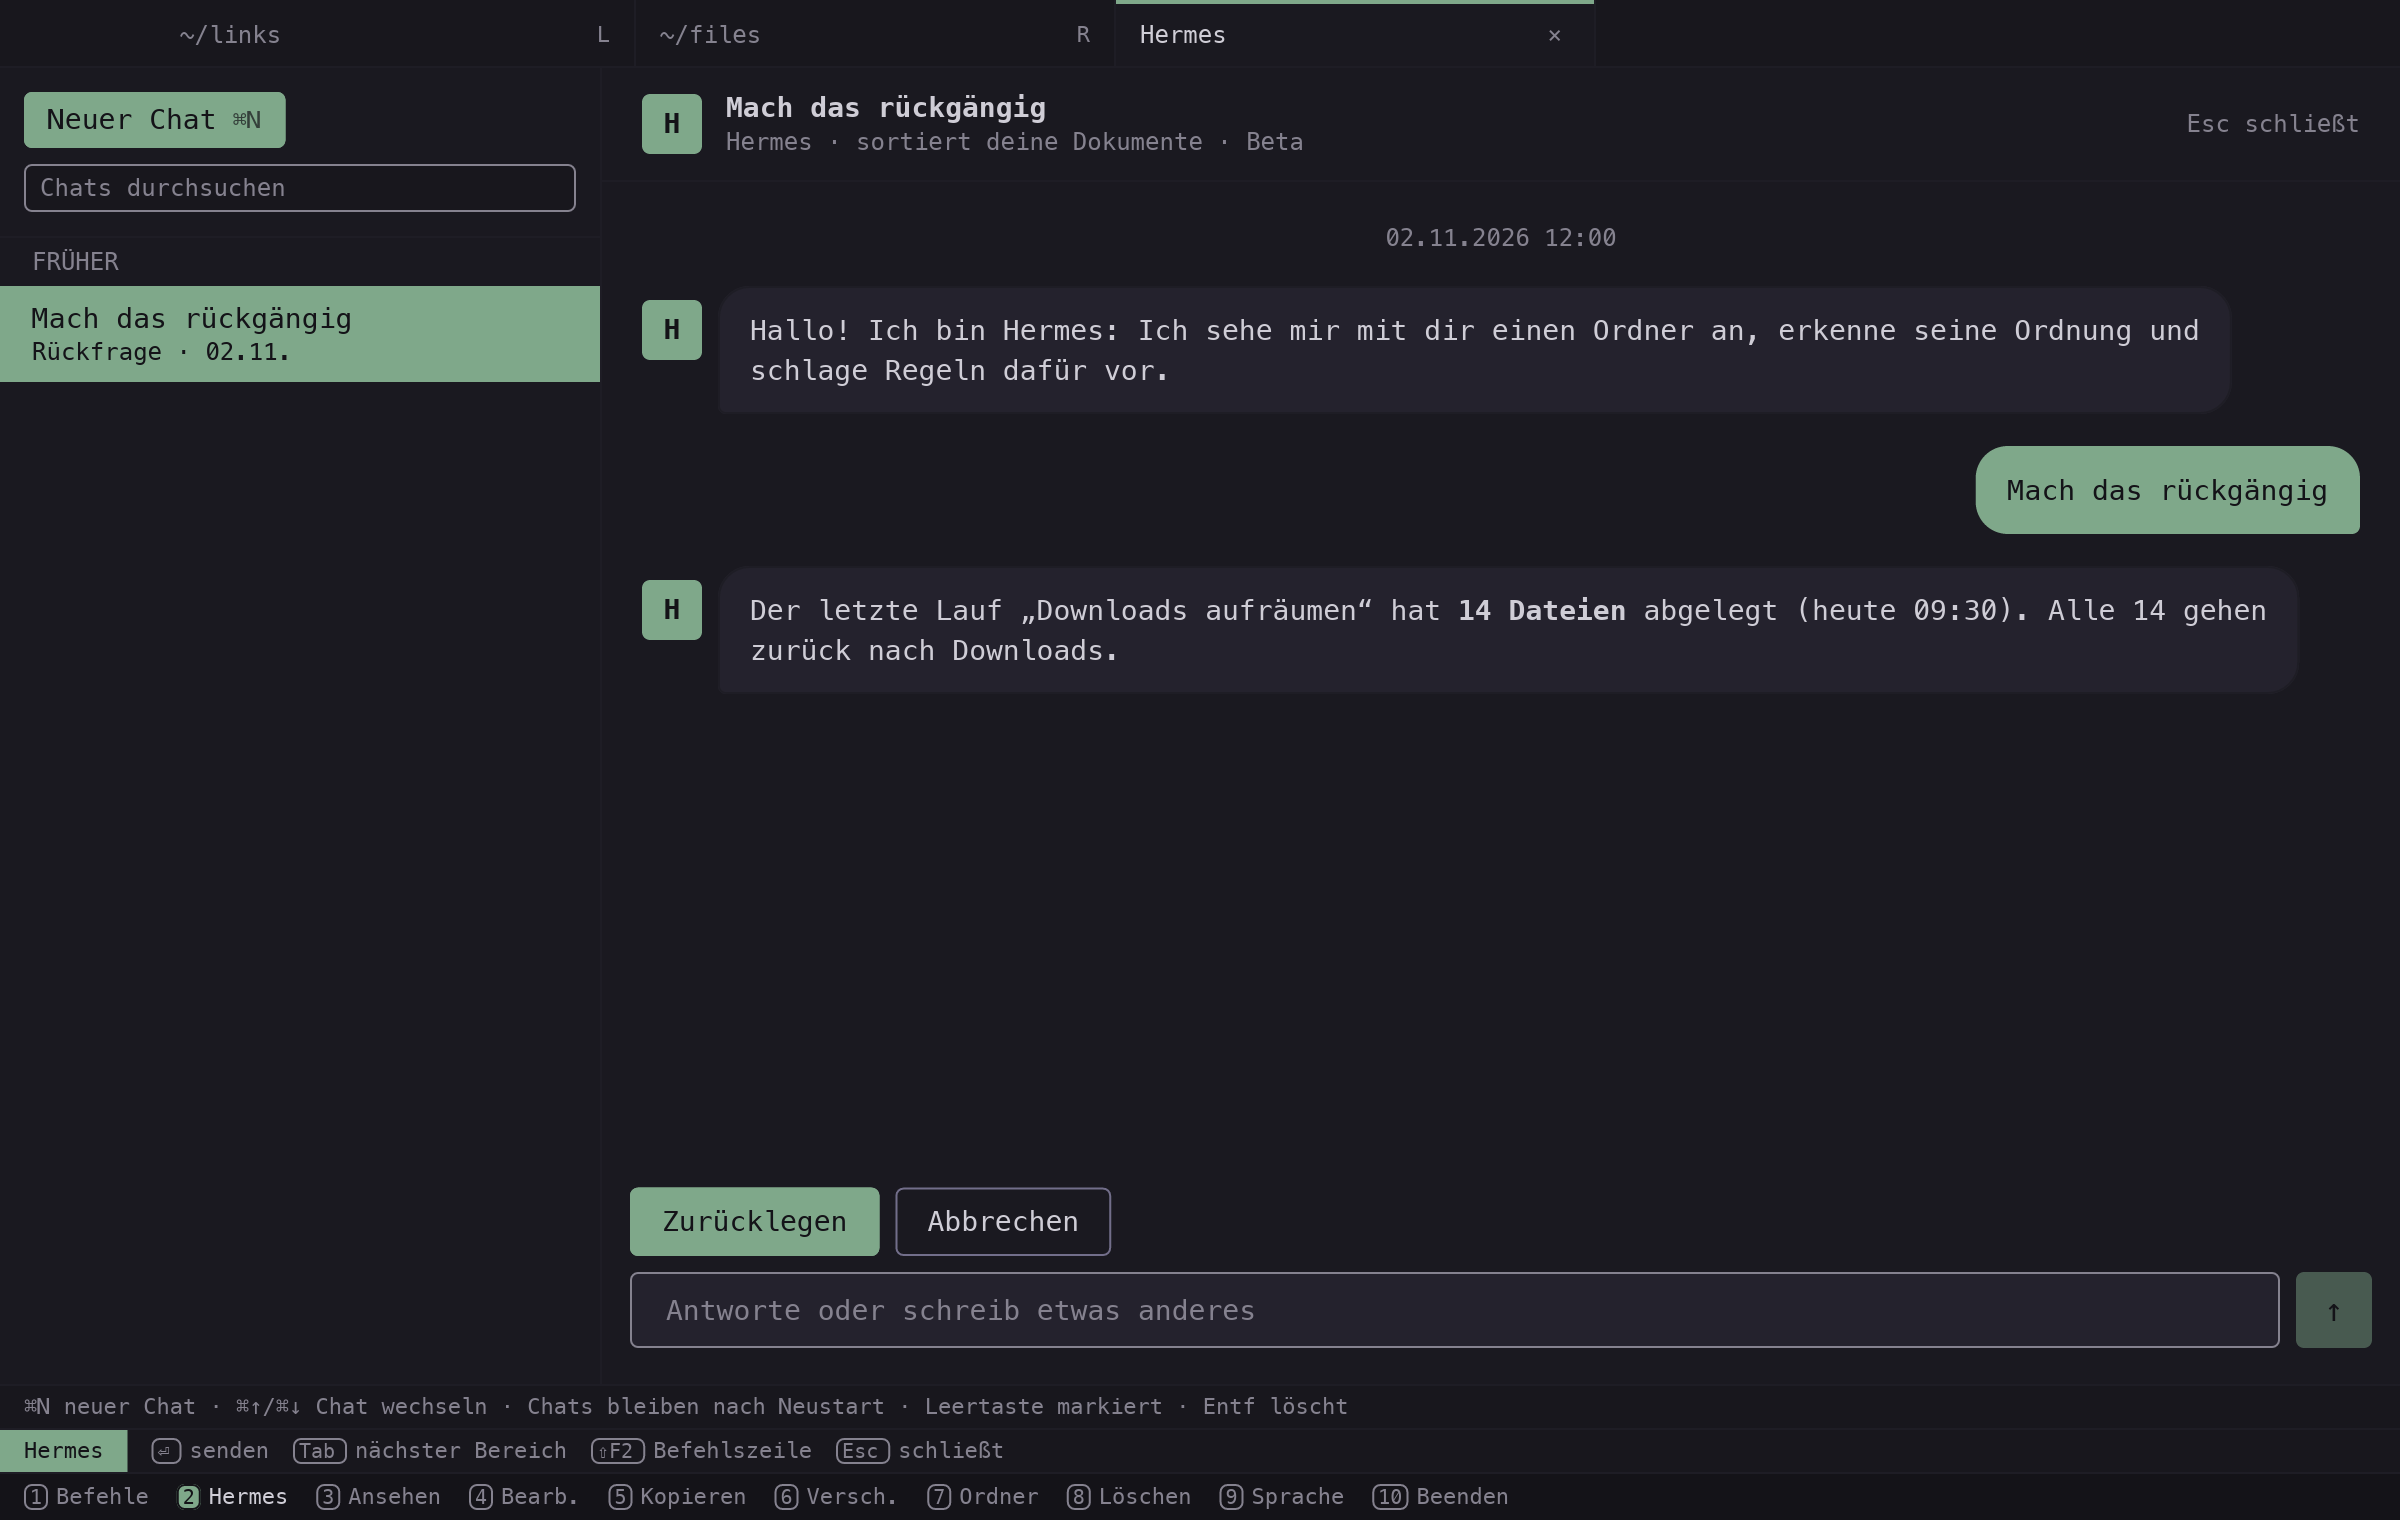 ~/links L ~/files R Hermes ×
Neuer Chat ⌘N
Chats durchsuchen
FRÜHER
Mach das rückgängig
Rückfrage · 02.11.
H
Mach das rückgängig
Hermes · sortiert deine Dokumente · Beta
Esc schließt
02.11.2026 12:00
H
Hallo! Ich bin Hermes: Ich sehe mir mit dir einen Ordner an, erkenne seine Ordnung und
schlage Regeln dafür vor.
Mach das rückgängig
H
Der letzte Lauf „Downloads aufräumen“ hat 14 Dateien abgelegt (heute 09:30). Alle 14 gehen
zurück nach Downloads.
Zurücklegen Abbrechen
Antworte oder schreib etwas anderes ↑
⌘N neuer Chat · ⌘↑/⌘↓ Chat wechseln · Chats bleiben nach Neustart · Leertaste markiert · Entf löscht
Hermes ⏎ senden Tab nächster Bereich ⇧F2 Befehlszeile Esc schließt
1 Befehle 2 Hermes 3 Ansehen 4 Bearb. 5 Kopieren 6 Versch. 7 Ordner 8 Löschen 9 Sprache 10 Beenden